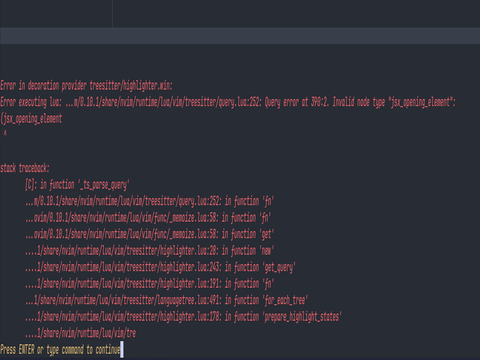 Error in decoration provider treesitter/highlighter.win:
Error executing lua: ...m/0.10.1/share/nvim/runtime/lua/vim/treesitter/query.lua:252: Query error at 390:2. Invalid node type "jsx_opening_element":
(jsx_opening_element
^
stack traceback:
[C]: in function '_ts_parse_query'
...m/0.10.1/share/nvim/runtime/lua/vim/treesitter/query.lua:252: in function 'fn'
...ovim/0.10.1/share/nvim/runtime/lua/vim/func/_memoize.lua:58: in function 'fn'
...ovim/0.10.1/share/nvim/runtime/lua/vim/func/_memoize.lua:58: in function 'get'
....1/share/nvim/runtime/lua/vim/treesitter/highlighter.lua:28: in function 'new'
....1/share/nvim/runtime/lua/vim/treesitter/highlighter.lua:243: in function 'get_query'
....1/share/nvim/runtime/lua/vim/treesitter/highlighter.lua:191: in function 'fn'
...1/share/nvim/runtime/lua/vim/treesitter/languagetree.lua:491: in function 'for_each_tree'
....1/share/nvim/runtime/lua/vim/treesitter/highlighter.lua:178: in function 'prepare_highlight_states'
....1/share/nvim/runtime/lua/vim/tre
Press ENTER or type command to continue